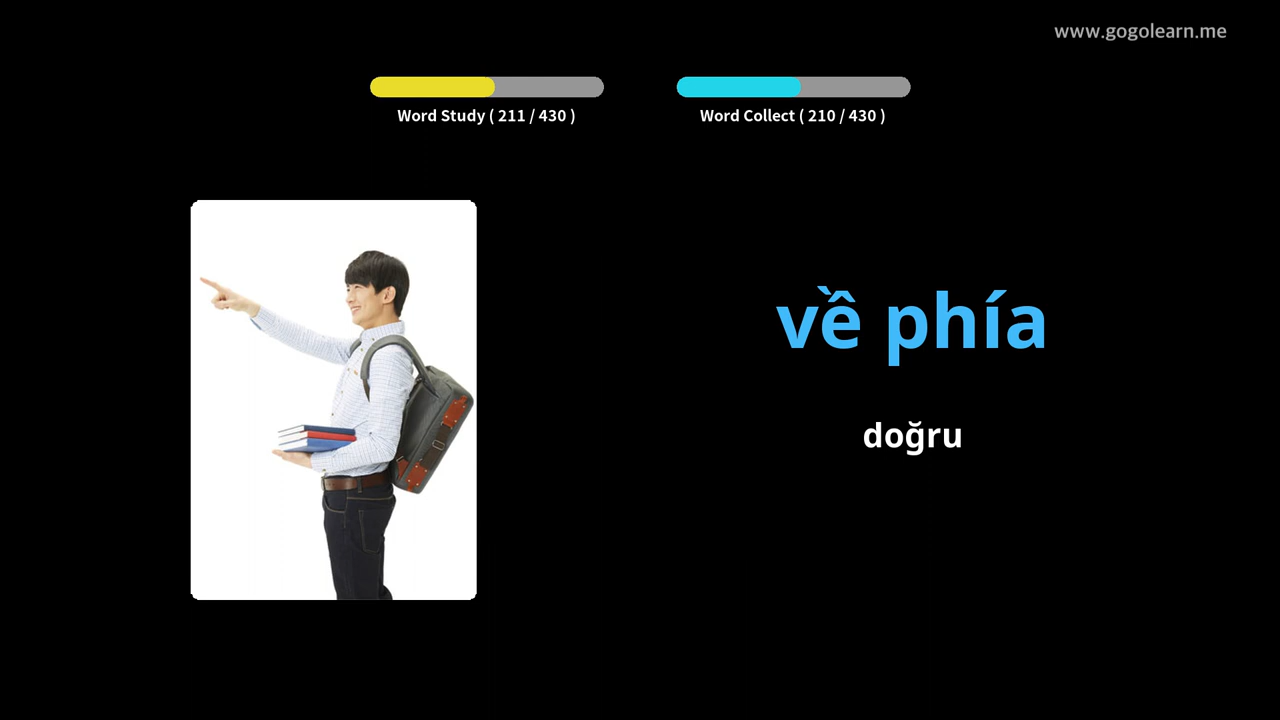 www.gogolearn.me
Word Study ( 211 / 430 )
Word Collect ( 210 / 430 )
về phía
doğru